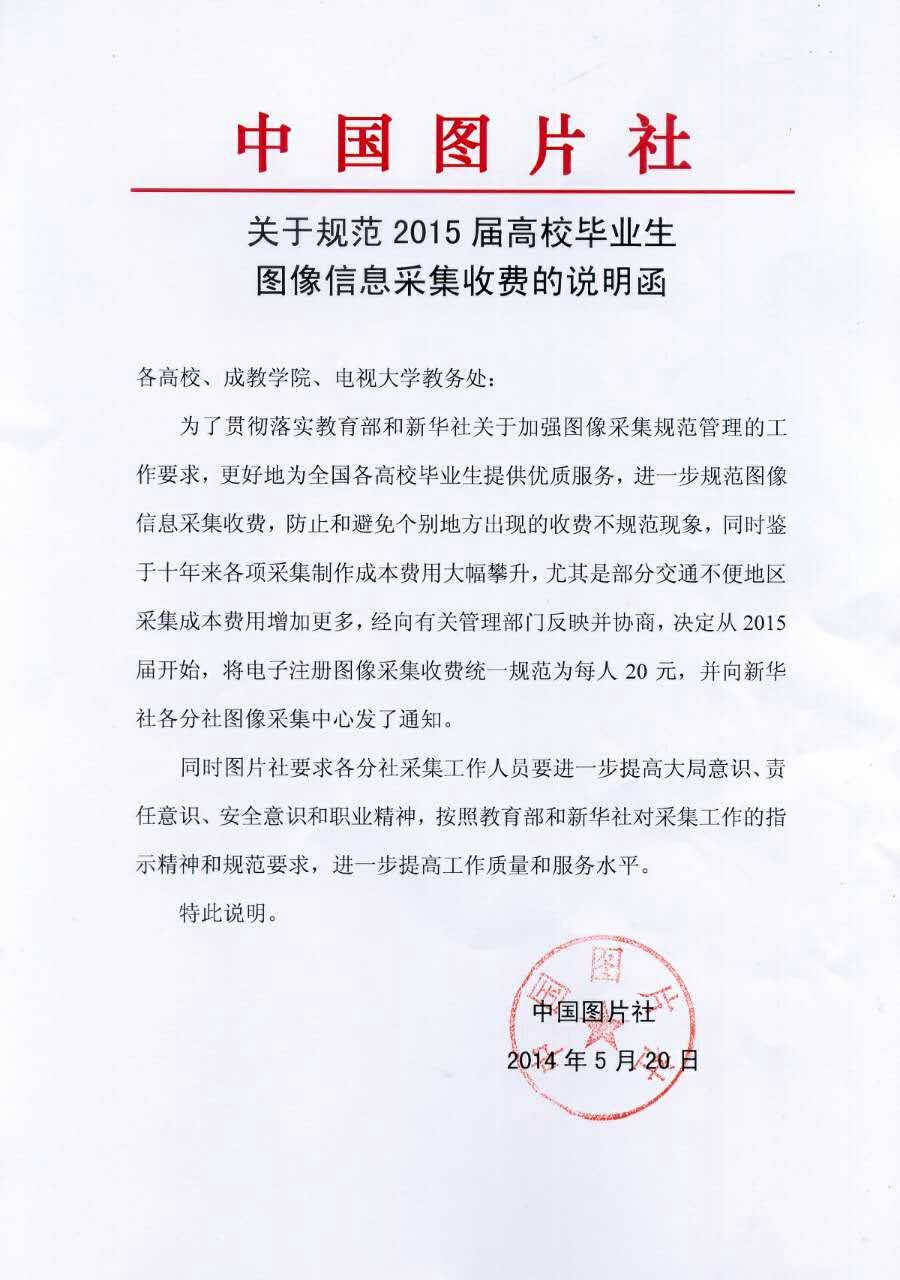 中国图片社
关于规范 2015 届高校毕业生
图像信息采集收费的说明函
各高校、成教学院、电视大学教务处：
为了贯彻落实教育部和新华社关于加强图像采集规范管理的工
作要求，更好地为全国各高校毕业生提供优质服务，进一步规范图像
信息采集收费，防止和避免个别地方出现的收费不规范现象，同时鉴
于十年来各项采集制作成本费用大幅攀升，尤其是部分交通不便地区
采集成本费用增加更多，经向有关管理部门反映并协商，决定从 2015
届开始，将电子注册图像采集收费统一规范为每人 20 元，并向新华
社各分社图像采集中心发了通知。
同时图片社要求各分社采集工作人员要进一步提高大局意识、责
任意识、安全意识和职业精神，按照教育部和新华社对采集工作的指
示精神和规范要求，进一步提高工作质量和服务水平。
特此说明。
中国图片社
中国图片社
2014 年 5 月 20 日